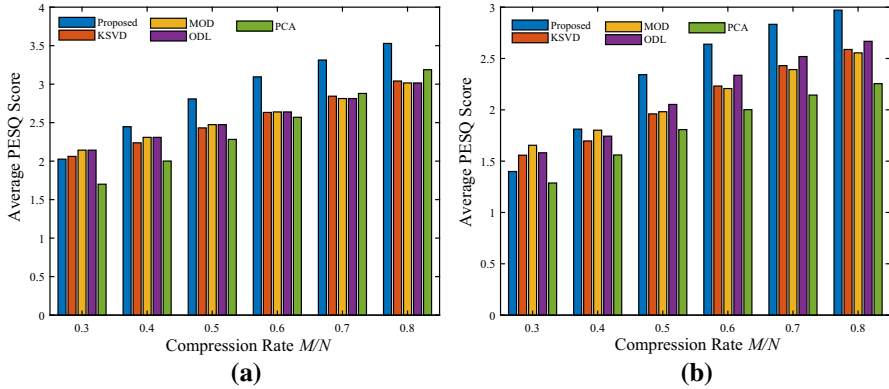 Proposed
KSVD
MOD
ODL
PCA
Average PESQ Score
4
3.5
3
2.5
2
1.5
1
0.5
0
0.3 0.4 0.5 0.6 0.7 0.8
Compression Rate M/N
(a)
Proposed
KSVD
MOD
ODL
PCA
Average PESQ Score
3
2.5
2
1.5
1
0.5
0
0.3 0.4 0.5 0.6 0.7 0.8
Compression Rate M/N
(b)